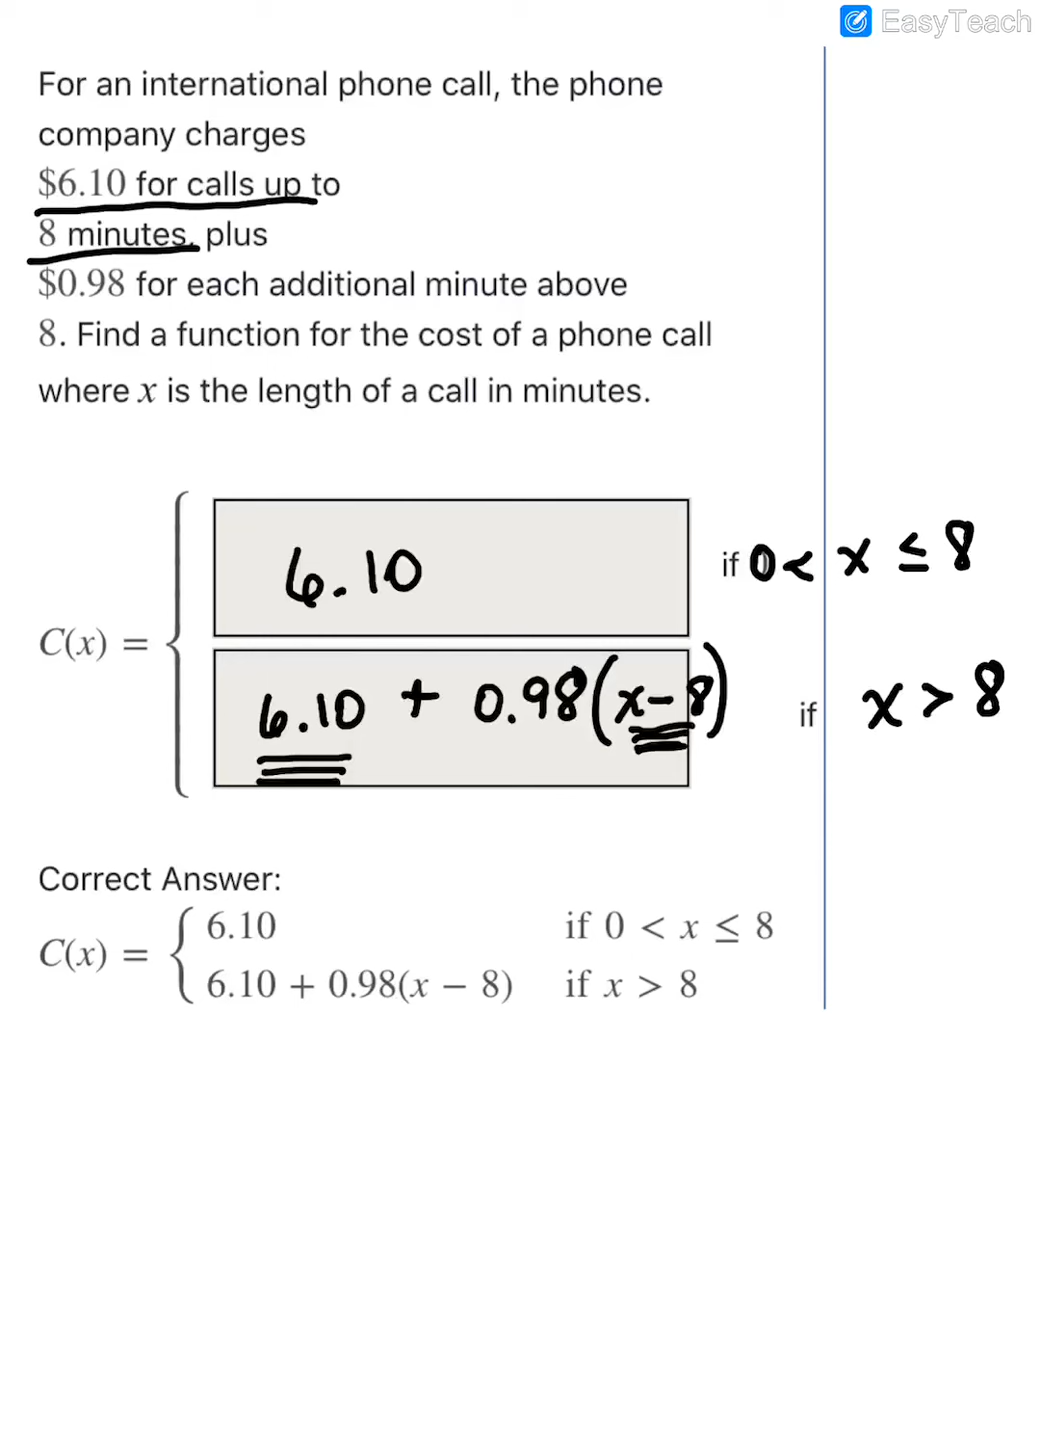 EasyTeach
For an international phone call, the phone
company charges
$6.10 for calls up to
8 minutes, plus
$0.98 for each additional minute above
8. Find a function for the cost of a phone call
where x is the length of a call in minutes.
6.10 if 0 < x ≤ 8
C(x) = {
6.10 + 0.98(x-8) if x > 8
Correct Answer:
6.10 if 0 < x ≤ 8
C(x) = {
6.10 + 0.98(x − 8) if x > 8